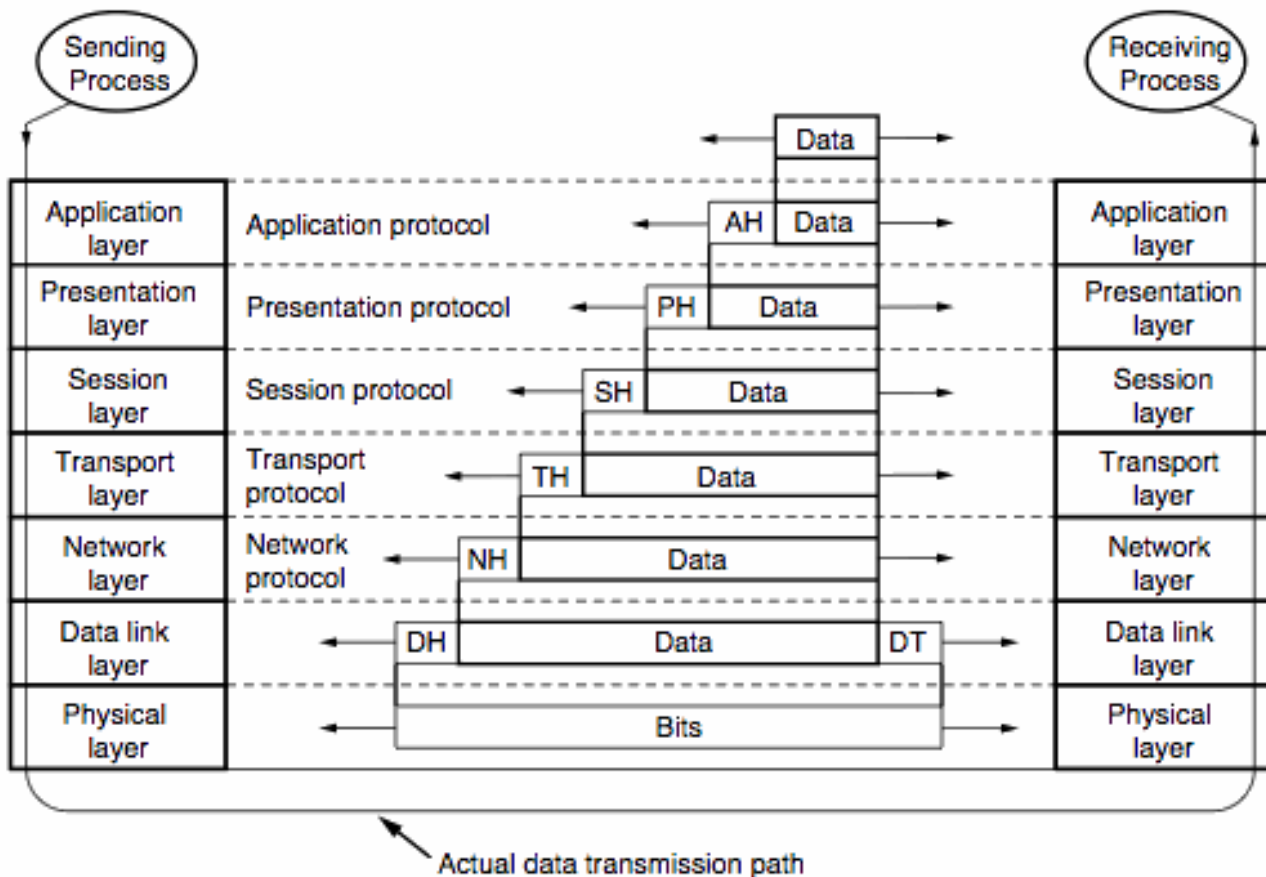 Sending
Process
Receiving
Process
Data
Application
layer
Application protocol
AH
Data
Application
layer
Presentation
layer
Presentation protocol
PH
Data
Presentation
layer
Session
layer
Session protocol
SH
Data
Session
layer
Transport
layer
Transport
protocol
TH
Data
Transport
layer
Network
layer
Network
protocol
NH
Data
Network
layer
Data link
layer
DH
Data
DT
Data link
layer
Physical
layer
Bits
Physical
layer
Actual data transmission path